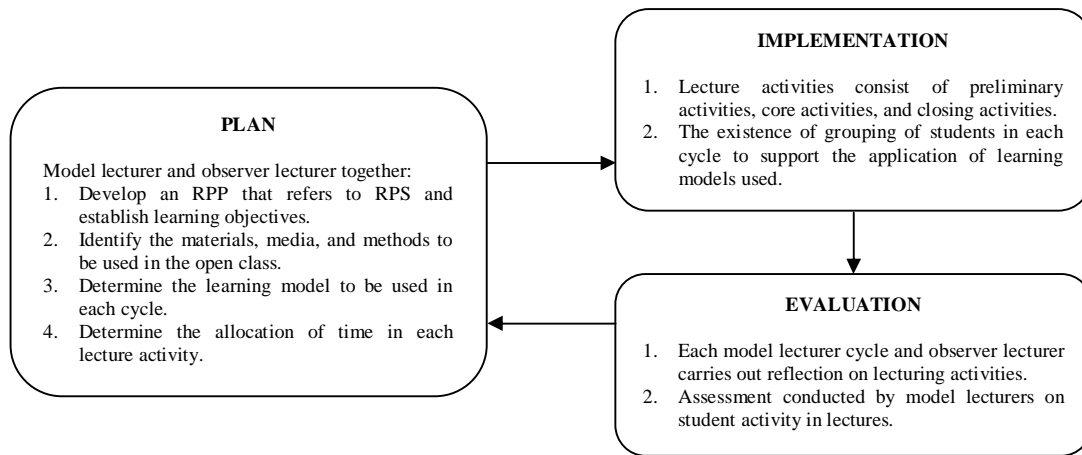 PLAN
Model lecturer and observer lecturer together:
1. Develop an RPP that refers to RPS and
establish learning objectives.
2. Identify the materials, media, and methods to
be used in the open class.
3. Determine the learning model to be used in
each cycle.
4. Determine the allocation of time in each
lecture activity.
IMPLEMENTATION
1. Lecture activities consist of preliminary
activities, core activities, and closing activities.
2. The existence of grouping of students in each
cycle to support the application of learning
models used.
EVALUATION
1. Each model lecturer cycle and observer lecturer
carries out reflection on lecturing activities.
2. Assessment conducted by model lecturers on
student activity in lectures.